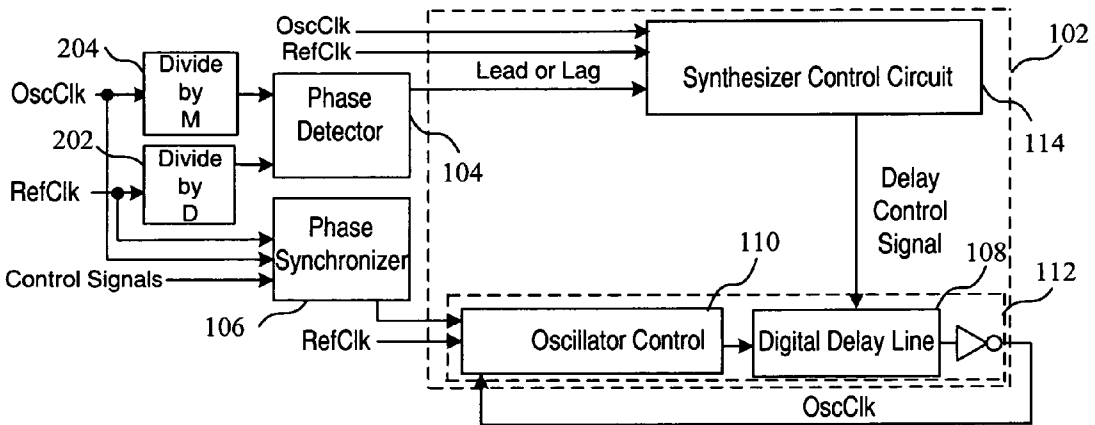 OscClk
RefClk
102
204
Divide
by
M
OscClk
Phase
Detector
Lead or Lag
Synthesizer Control Circuit
202
Divide
by
D
RefClk
104
114
Delay
Control
Signal
Phase
Synchronizer
Control Signals
110
108
112
106
RefClk
Oscillator Control
Digital Delay Line
OscClk